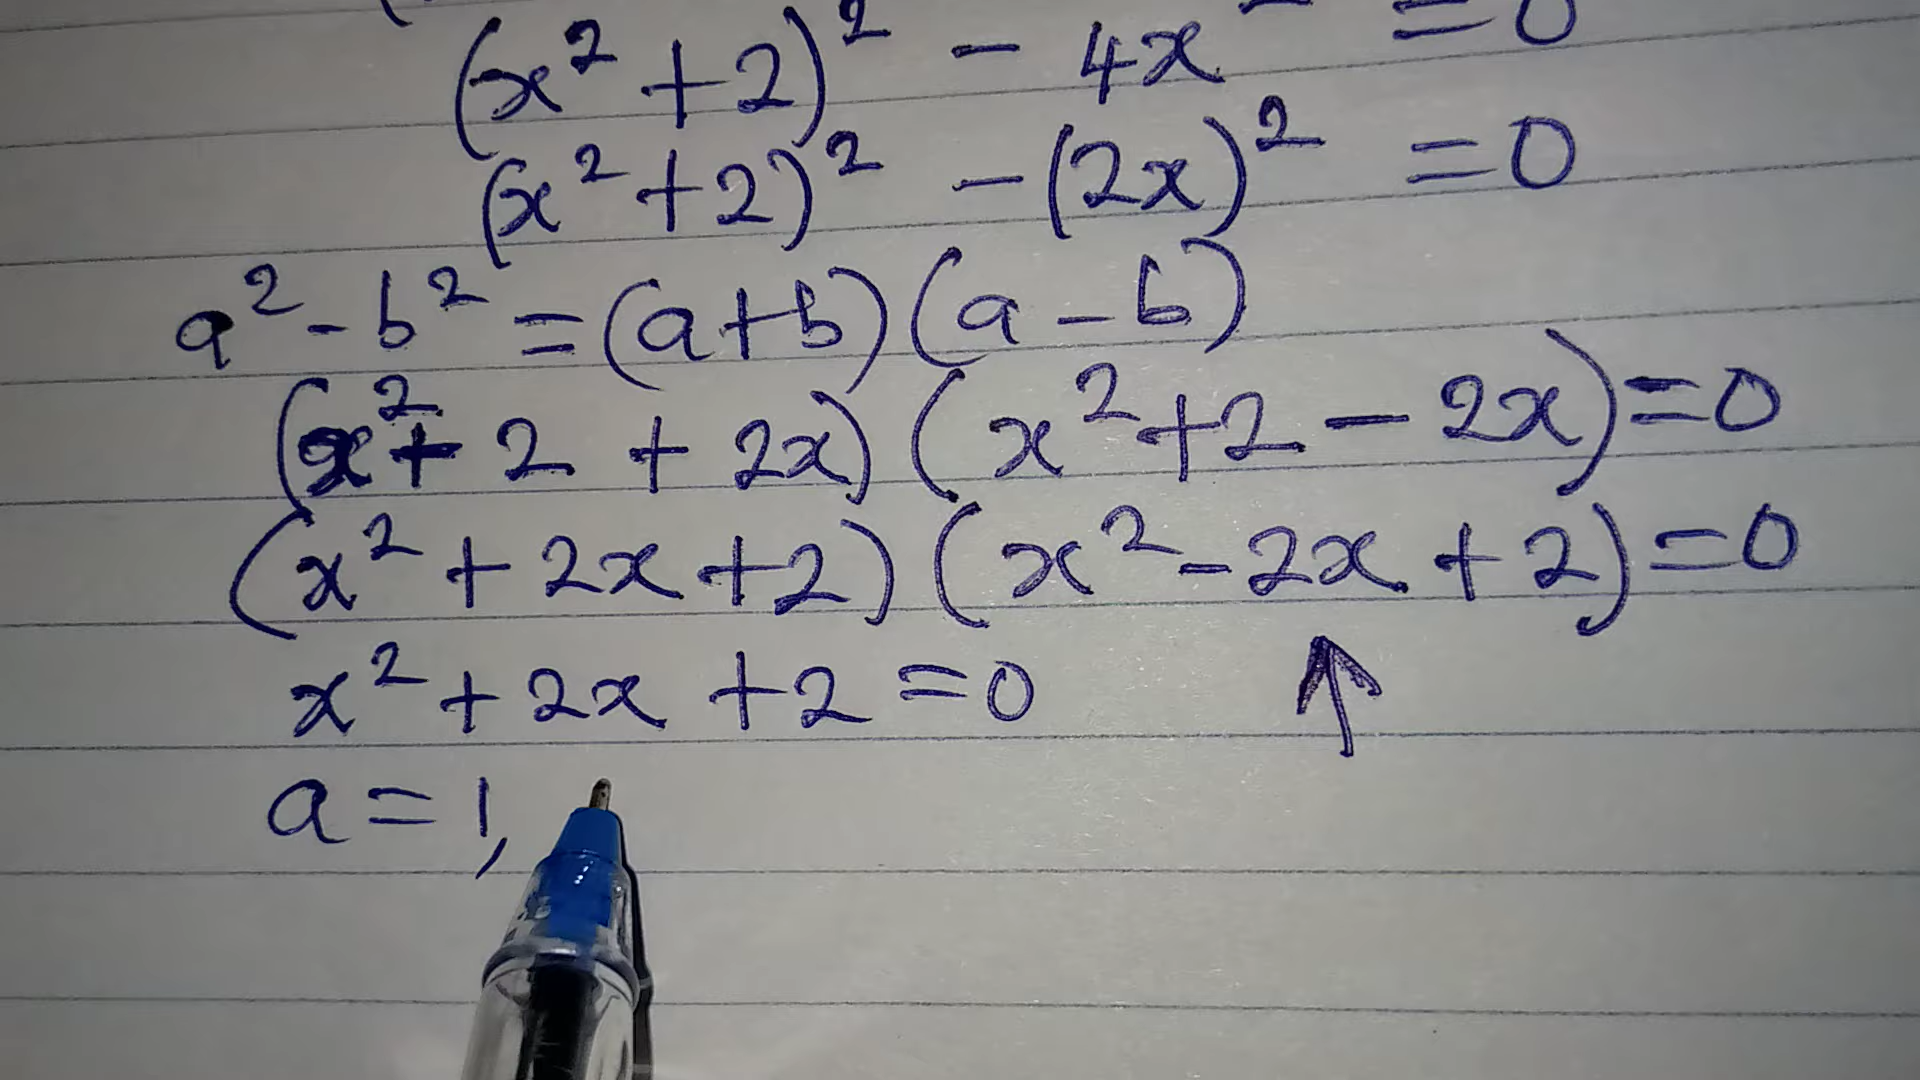 (x² + 2)² - 4x² = 0
(x² + 2)² - (2x)² = 0
a² - b² = (a+b)(a-b)
(x² + 2 + 2x)(x² + 2 - 2x) = 0
(x² + 2x + 2)(x² - 2x + 2) = 0
x² + 2x + 2 = 0 ↑
a = 1,